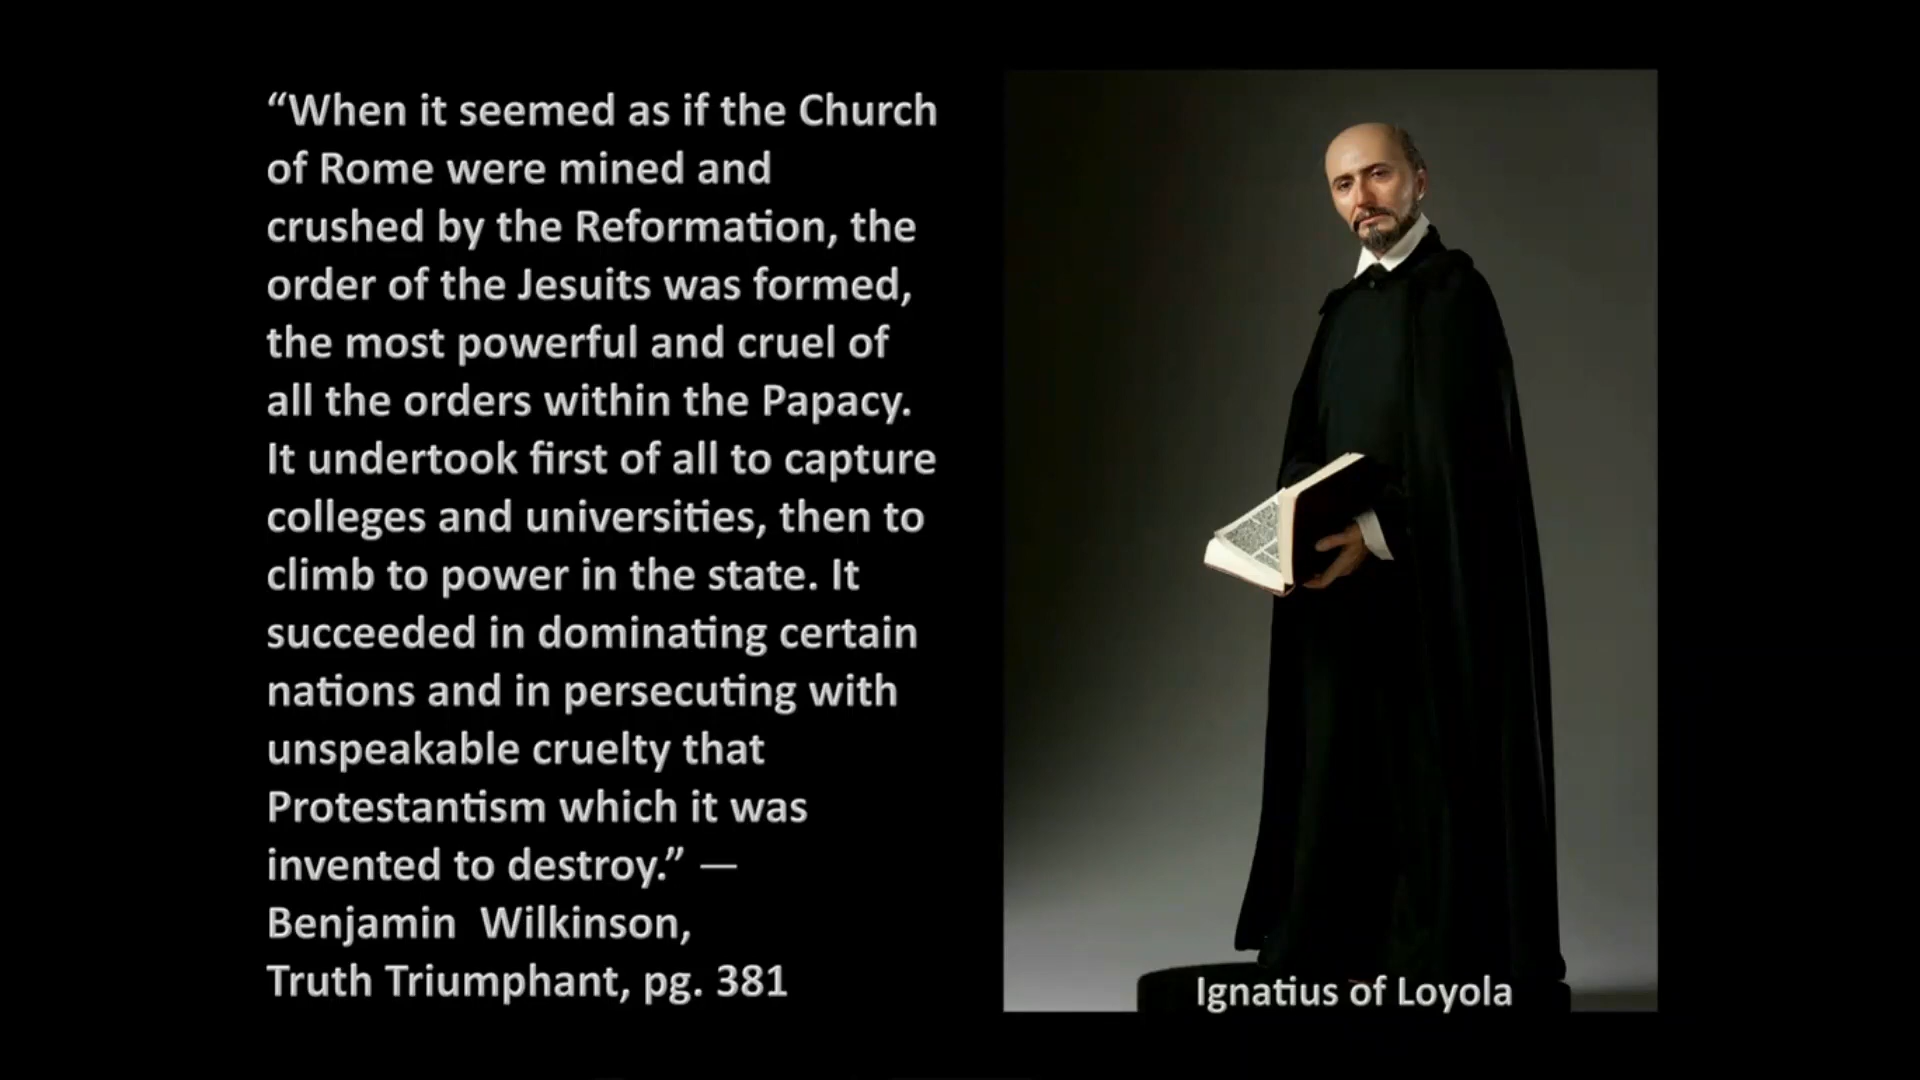 “When it seemed as if the Church
of Rome were mined and
crushed by the Reformation, the
order of the Jesuits was formed,
the most powerful and cruel of
all the orders within the Papacy.
It undertook first of all to capture
colleges and universities, then to
climb to power in the state. It
succeeded in dominating certain
nations and in persecuting with
unspeakable cruelty that
Protestantism which it was
invented to destroy.” —
Benjamin  Wilkinson,
Truth Triumphant, pg. 381
Ignatius of Loyola